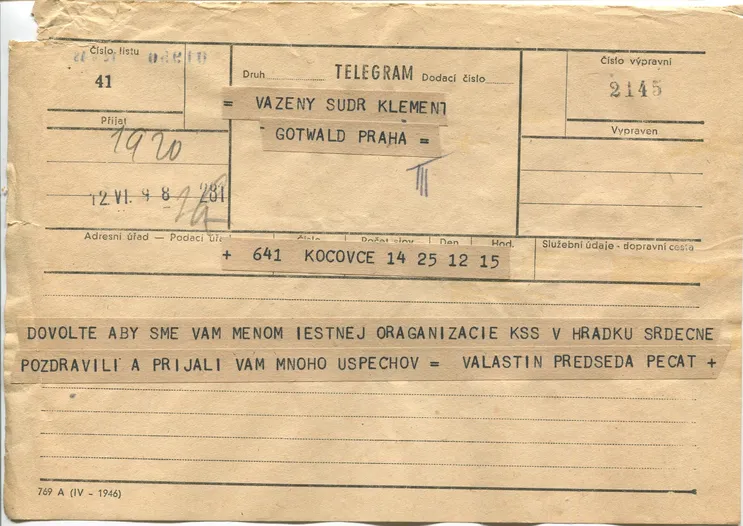 Číslo listu
41
Přijat
1920
12.VI.
Druh
TELEGRAM
Dodací číslo
= VAZENY SUDR KLEMENT
GOTWALD PRAHA =
III
Číslo výpravní
2145
Vypraven
Adresní úřad — Podací úřad
Číslo
Počet slov
Den
Hod.
Služební údaje - dopravní cesta
+ 641 KOCOVCE 14 25 12 15
DOVOLTE ABY SME VAM MENOM IESTNEJ ORAGANIZACIE KSS V HRADKU SRDECNE
POZDRAVILI A PRIJALI VAM MNOHO USPECHOV = VALASTIN PREDSEDA PECAT +
769 A (IV - 1946)